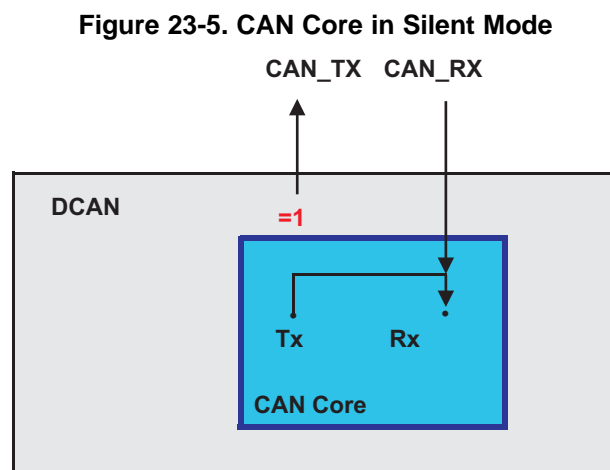 Figure 23-5. CAN Core in Silent Mode
CAN_TX CAN_RX
DCAN
=1
Tx Rx
CAN Core